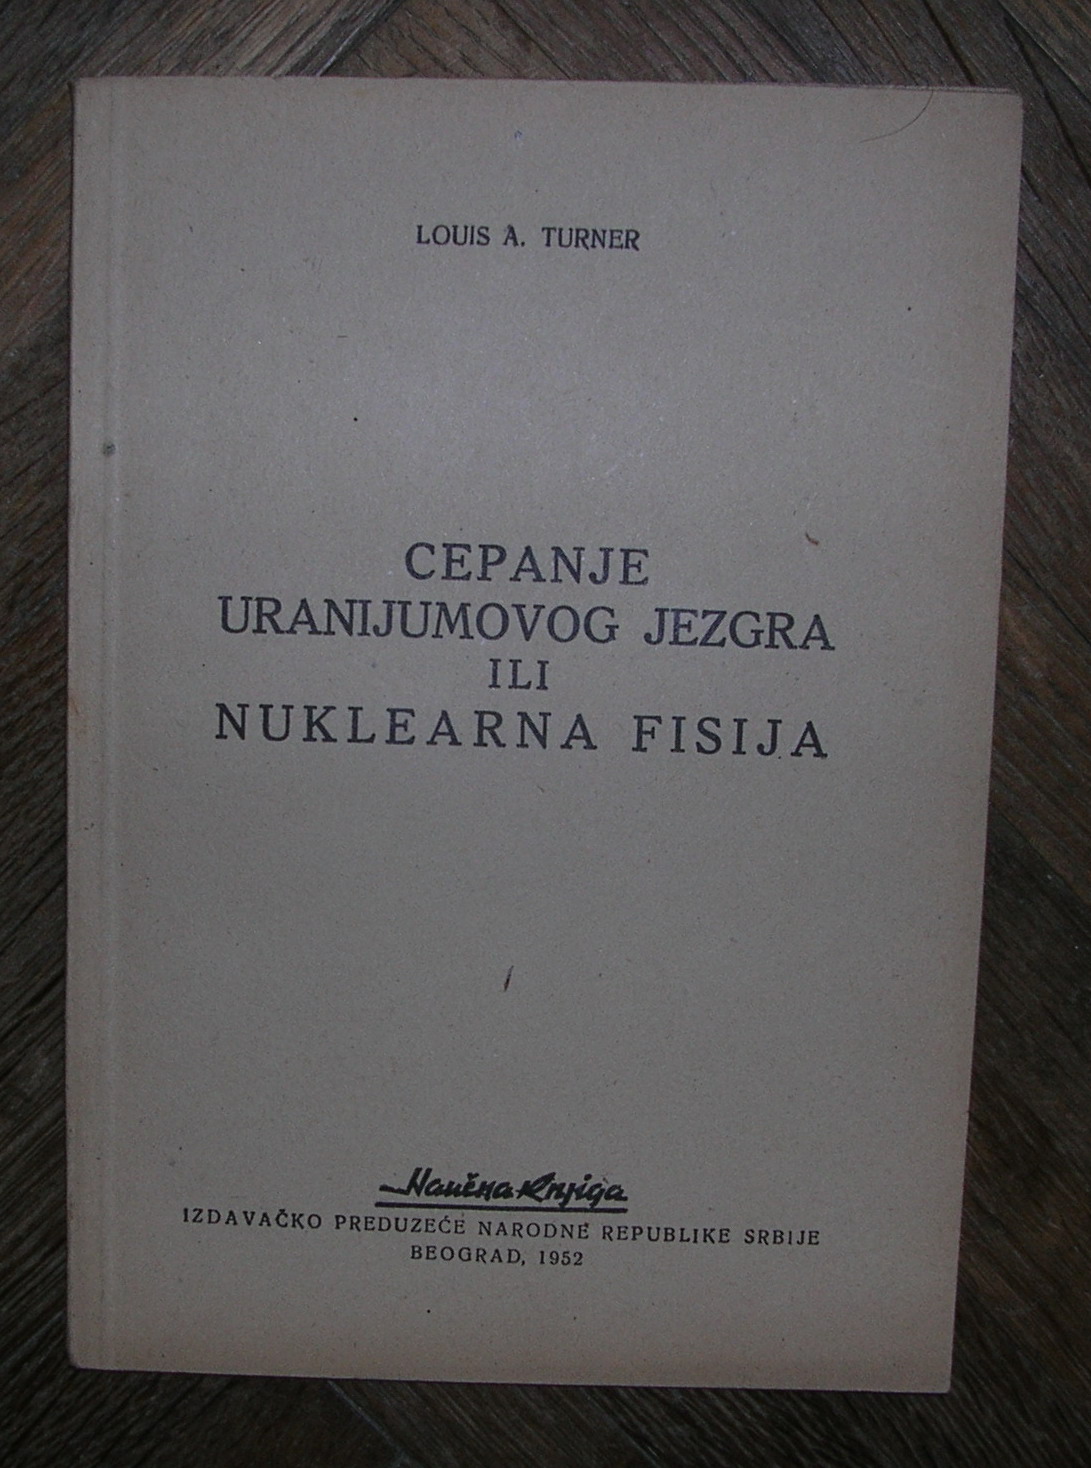 LOUIS A. TURNER
CEPANJE
URANIJUMOVOG JEZGRA
ILI
NUKLEARNA FISIJA
Naučna Knjiga
IZDAVAČKO PREDUZEĆE NARODNE REPUBLIKE SRBIJE
BEOGRAD, 1952